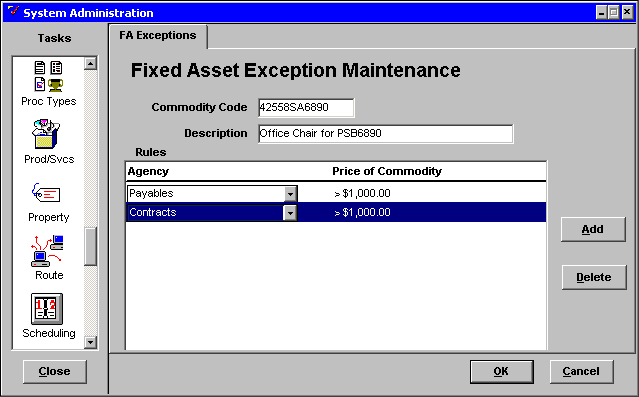 System Administration
Tasks
Proc Types
Prod/Svcs
Property
Route
1 2
Scheduling
Close
FA Exceptions
Fixed Asset Exception Maintenance
Commodity Code 42558SA6890
Description Office Chair for PSB6890
Rules
Agency Price of Commodity
Payables > $1,000.00
Contracts > $1,000.00
Add
Delete
OK Cancel